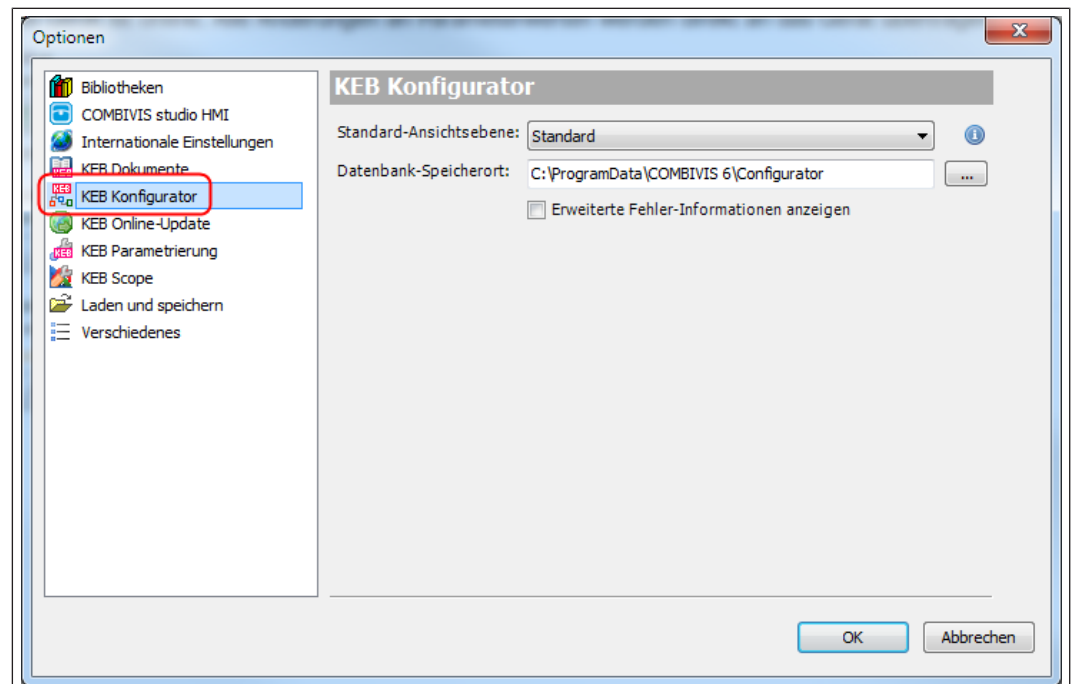 Optionen
Bibliotheken
COMBIVIS studio HMI
Internationale Einstellungen
KEB Dokumente
KEB Konfigurator
KEB Online-Update
KEB Parametrierung
KEB Scope
Laden und speichern
Verschiedenes
KEB Konfigurator
Standard-Ansichtsebene: Standard
Datenbank-Speicherort: C:\ProgramData\COMBIVIS 6\Configurator ...
Erweiterte Fehler-Informationen anzeigen
OK Abbrechen